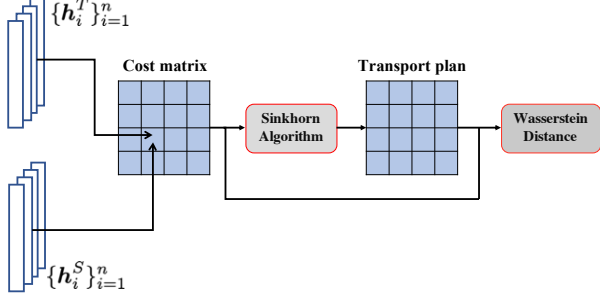 {h_i^T}_{i=1}^n
Cost matrix
Transport plan
Sinkhorn
Algorithm
Wasserstein
Distance
{h_i^S}_{i=1}^n